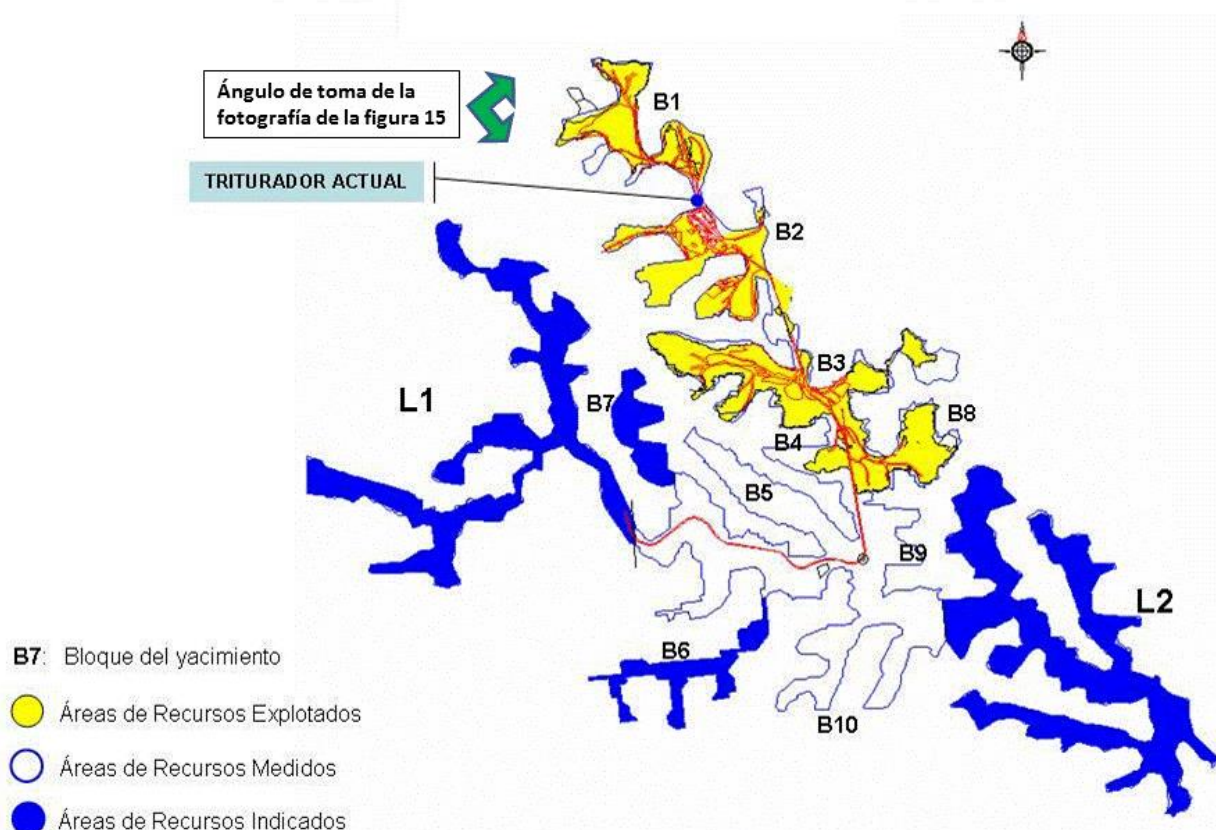 Ángulo de toma de la
fotografía de la figura 15
TRITURADOR ACTUAL
B1
B2
B3
L1
B7
B8
B4
B5
B9
L2
B6
B10
B7: Bloque del yacimiento
Áreas de Recursos Explotados
Áreas de Recursos Medidos
Áreas de Recursos Indicados